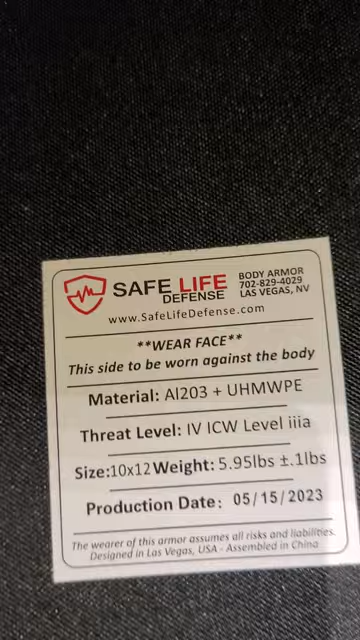 SAFE LIFE
DEFENSE
BODY ARMOR
702-829-4029
LAS VEGAS, NV
www.SafeLifeDefense.com
**WEAR FACE**
This side to be worn against the body
Material: Al203 + UHMWPE
Threat Level: IV ICW Level iiia
Size:10x12 Weight: 5.95lbs ±.1lbs
Production Date: 05/15/2023
The wearer of this armor assumes all risks and liabilities.
Designed in Las Vegas, USA - Assembled in China